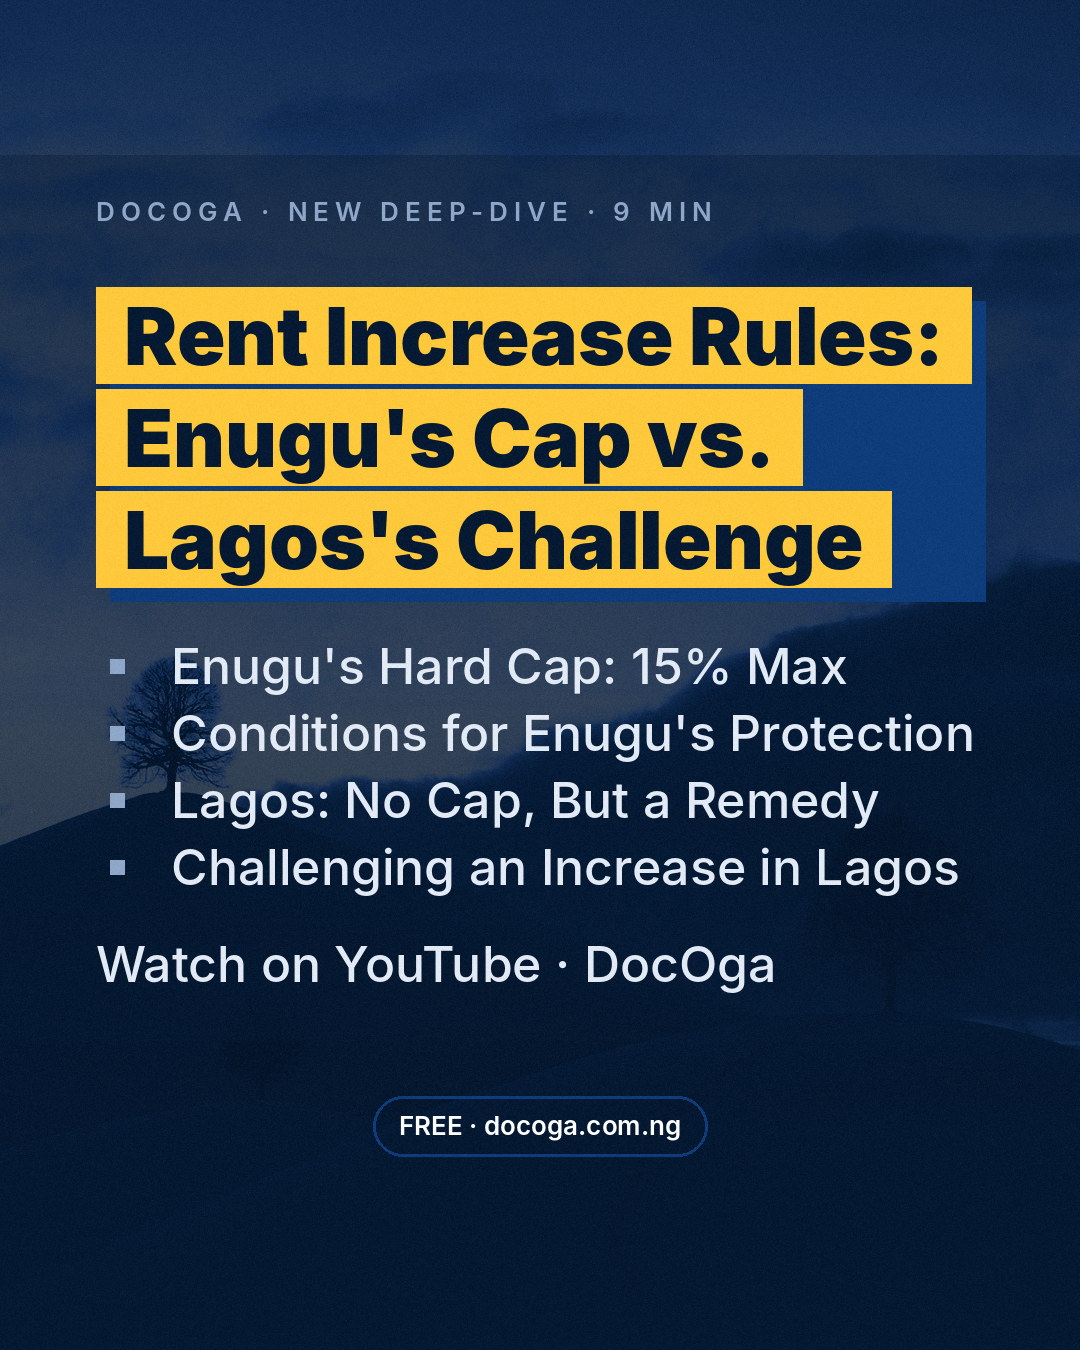 DOCOGA · NEW DEEP-DIVE · 9 MIN
Rent Increase Rules:
Enugu's Cap vs.
Lagos's Challenge
Enugu's Hard Cap: 15% Max
Conditions for Enugu's Protection
Lagos: No Cap, But a Remedy
Challenging an Increase in Lagos
Watch on YouTube · DocOga
FREE · docoga.com.ng